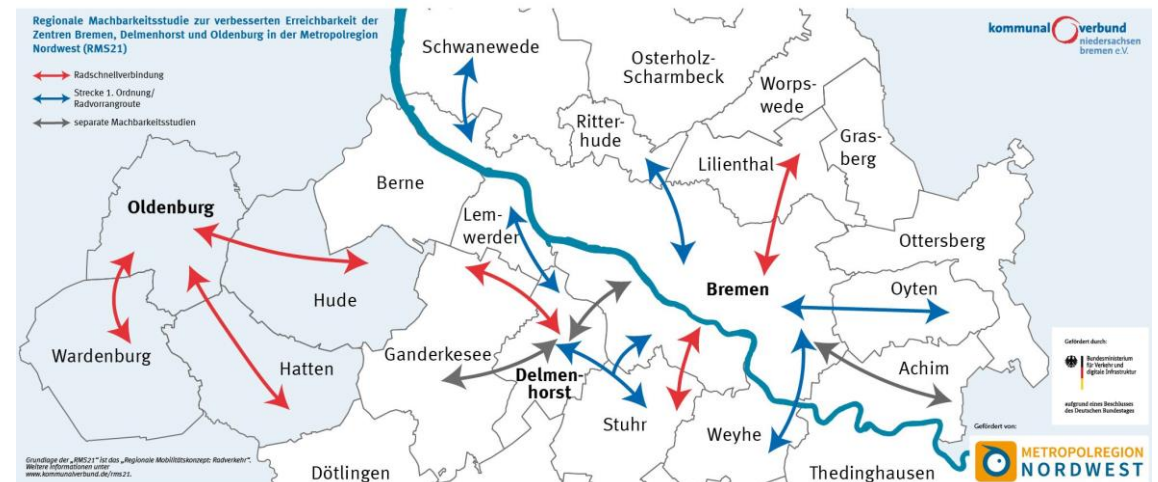 Regionale Machbarkeitsstudie zur verbesserten Erreichbarkeit der
Zentren Bremen, Delmenhorst und Oldenburg in der Metropolregion
Nordwest (RMS21)
Radschnellverbindung
Strecke 1. Ordnung/
Radvorrangroute
separate Machbarkeitsstudien
kommunal verbund
niedersachsen
bremen e.V.
Schwanewede
Osterholz-
Scharmbeck
Worps-
wede
Ritter-
hude
Gras-
berg
Lilienthal
Berne
Oldenburg
Lem-
werder
Ottersberg
Hude
Bremen
Oyten
Wardenburg
Hatten
Ganderkesee
Delmen-
horst
Achim
Stuhr
Weyhe
Dötlingen
Thedinghausen
Gefördert durch:
Bundesministerium
für Verkehr und
digitale Infrastruktur
aufgrund eines Beschlusses
des Deutschen Bundestages
Gefördert von:
METROPOLREGION
NORDWEST
Grundlage der „RMS21" ist das „Regionale Mobilitätskonzept: Radverkehr".
Weitere Informationen unter
www.kommunalverbund.de/rms21.